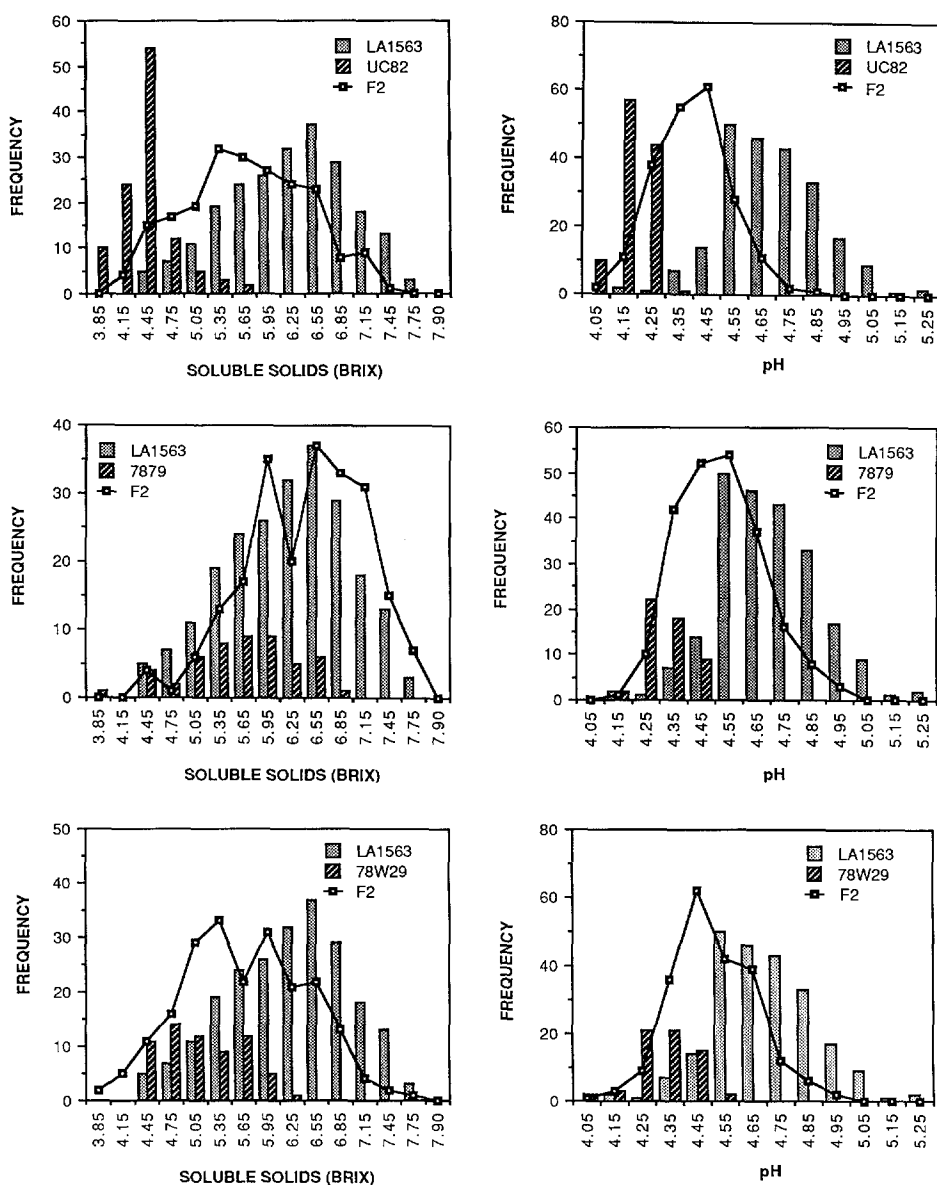 FREQUENCY
60
50
40
30
20
10
0
LA1563
UC82
F2
3.85 4.15 4.45 4.75 5.05 5.35 5.65 5.95 6.25 6.55 6.85 7.15 7.45 7.75 7.90
SOLUBLE SOLIDS (BRIX)
FREQUENCY
80
60
40
20
0
LA1563
UC82
F2
4.05 4.15 4.25 4.35 4.45 4.55 4.65 4.75 4.85 4.95 5.05 5.15 5.25
pH
FREQUENCY
40
30
20
10
0
LA1563
7879
F2
3.85 4.15 4.45 4.75 5.05 5.35 5.65 5.95 6.25 6.55 6.85 7.15 7.45 7.75 7.90
SOLUBLE SOLIDS (BRIX)
FREQUENCY
60
50
40
30
20
10
0
LA1563
7879
F2
4.05 4.15 4.25 4.35 4.45 4.55 4.65 4.75 4.85 4.95 5.05 5.15 5.25
pH
FREQUENCY
50
40
30
20
10
0
LA1563
78W29
F2
3.85 4.15 4.45 4.75 5.05 5.35 5.65 5.95 6.25 6.55 6.85 7.15 7.45 7.75 7.90
SOLUBLE SOLIDS (BRIX)
FREQUENCY
80
60
40
20
0
LA1563
78W29
F2
4.05 4.15 4.25 4.35 4.45 4.55 4.65 4.75 4.85 4.95 5.05 5.15 5.25
pH